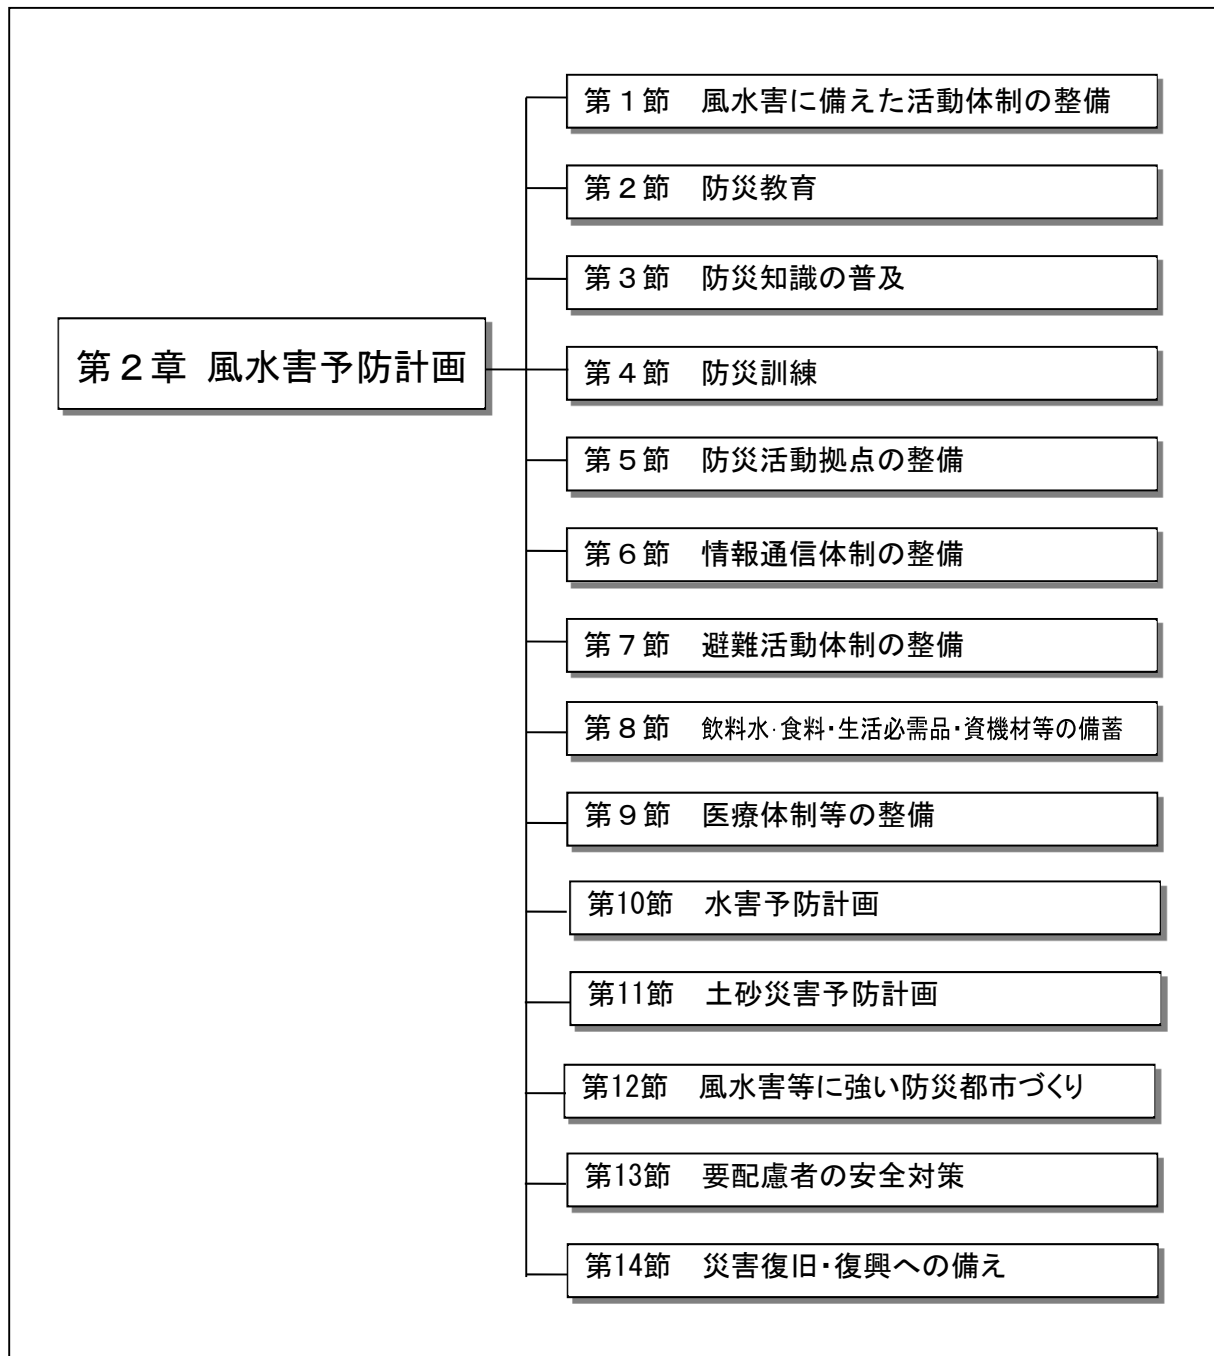 第１節　風水害に備えた活動体制の整備
第２節　防災教育
第３節　防災知識の普及
第２章 風水害予防計画
第４節　防災訓練
第５節　防災活動拠点の整備
第６節　情報通信体制の整備
第７節　避難活動体制の整備
第８節　飲料水・食料・生活必需品・資機材等の備蓄
第９節　医療体制等の整備
第10節　水害予防計画
第11節　土砂災害予防計画
第12節　風水害等に強い防災都市づくり
第13節　要配慮者の安全対策
第14節　災害復旧・復興への備え